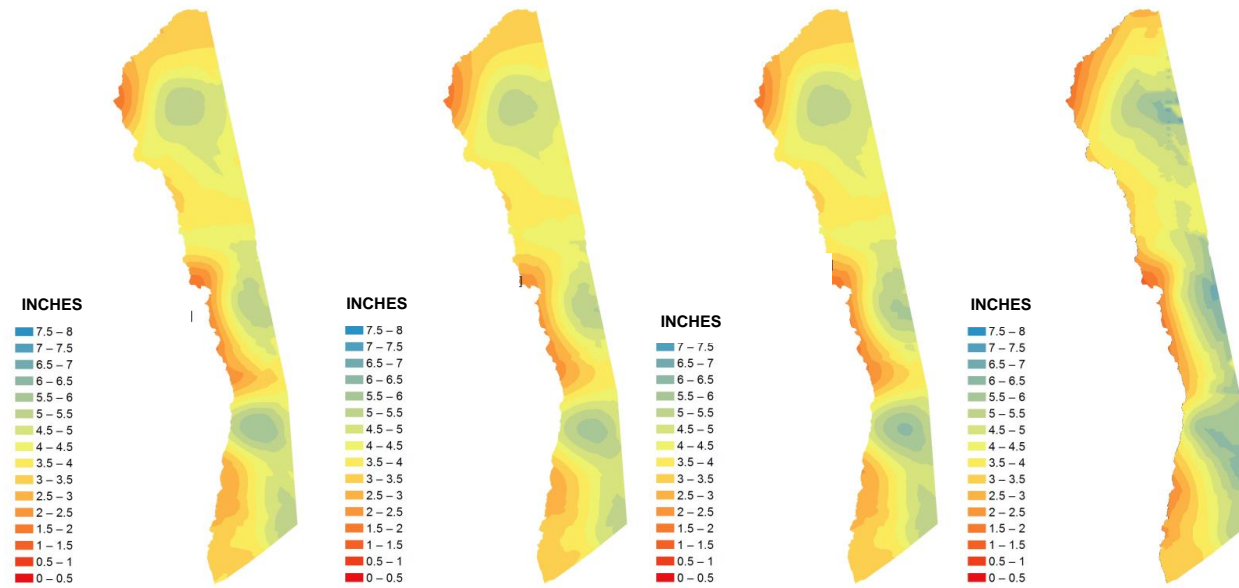 INCHES
7.5 – 8
7 – 7.5
6.5 – 7
6 – 6.5
5.5 – 6
5 – 5.5
4.5 – 5
4 – 4.5
3.5 – 4
3 – 3.5
2.5 – 3
2 – 2.5
1.5 – 2
1 – 1.5
0.5 – 1
0 – 0.5
INCHES
7.5 – 8
7 – 7.5
6.5 – 7
6 – 6.5
5.5 – 6
5 – 5.5
4.5 – 5
4 – 4.5
3.5 – 4
3 – 3.5
2.5 – 3
2 – 2.5
1.5 – 2
1 – 1.5
0.5 – 1
0 – 0.5
INCHES
7 – 7.5
6.5 – 7
6 – 6.5
5.5 – 6
5 – 5.5
4.5 – 5
4 – 4.5
3.5 – 4
3 – 3.5
2.5 – 3
2 – 2.5
1.5 – 2
1 – 1.5
0.5 – 1
0 – 0.5
INCHES
7.5 – 8
7 – 7.5
6.5 – 7
6 – 6.5
5.5 – 6
5 – 5.5
4.5 – 5
4 – 4.5
3.5 – 4
3 – 3.5
2.5 – 3
2 – 2.5
1.5 – 2
1 – 1.5
0.5 – 1
0 – 0.5